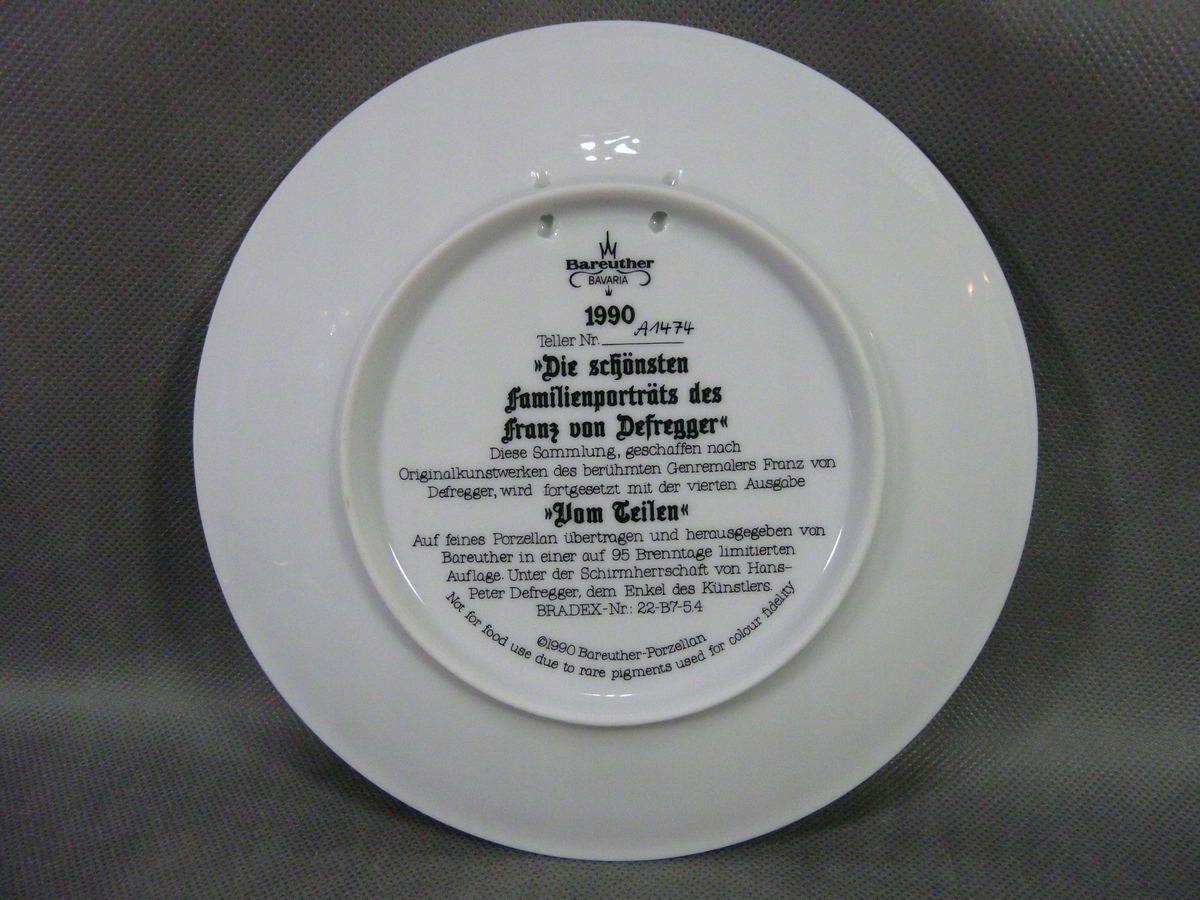 Bareuther
BAVARIA
1990
Teller Nr. A1474
»Die schönsten
Familienporträts des
Franz von Defregger«
Diese Sammlung, geschaffen nach
Originalkunstwerken des berühmten Genremalers Franz von
Defregger, wird fortgesetzt mit der vierten Ausgabe
»Vom Teilen«
Auf feines Porzellan übertragen und herausgegeben von
Bareuther in einer auf 95 Brenntage limitierten
Auflage. Unter der Schirmherrschaft von Hans-
Peter Defregger, dem Enkel des Künstlers.
BRADEX-Nr.: 22-B7-5.4
©1990 Bareuther-Porzellan
Not for food use due to rare pigments used for colour fidelity